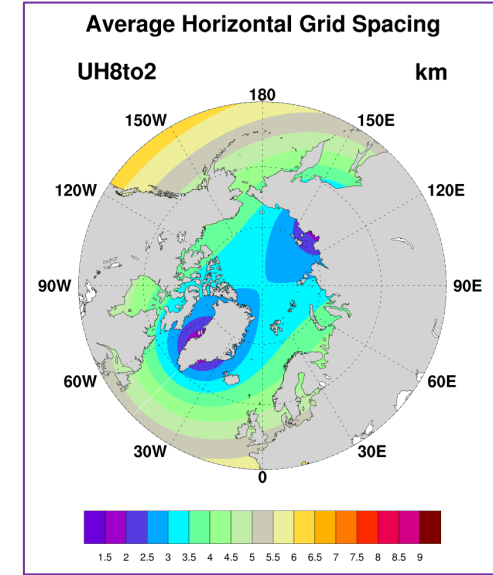 Average Horizontal Grid Spacing
UH8to2 km
180
150W 150E
120W 120E
90W 90E
60W 60E
30W 30E
0
1.5 2 2.5 3 3.5 4 4.5 5 5.5 6 6.5 7 7.5 8 8.5 9